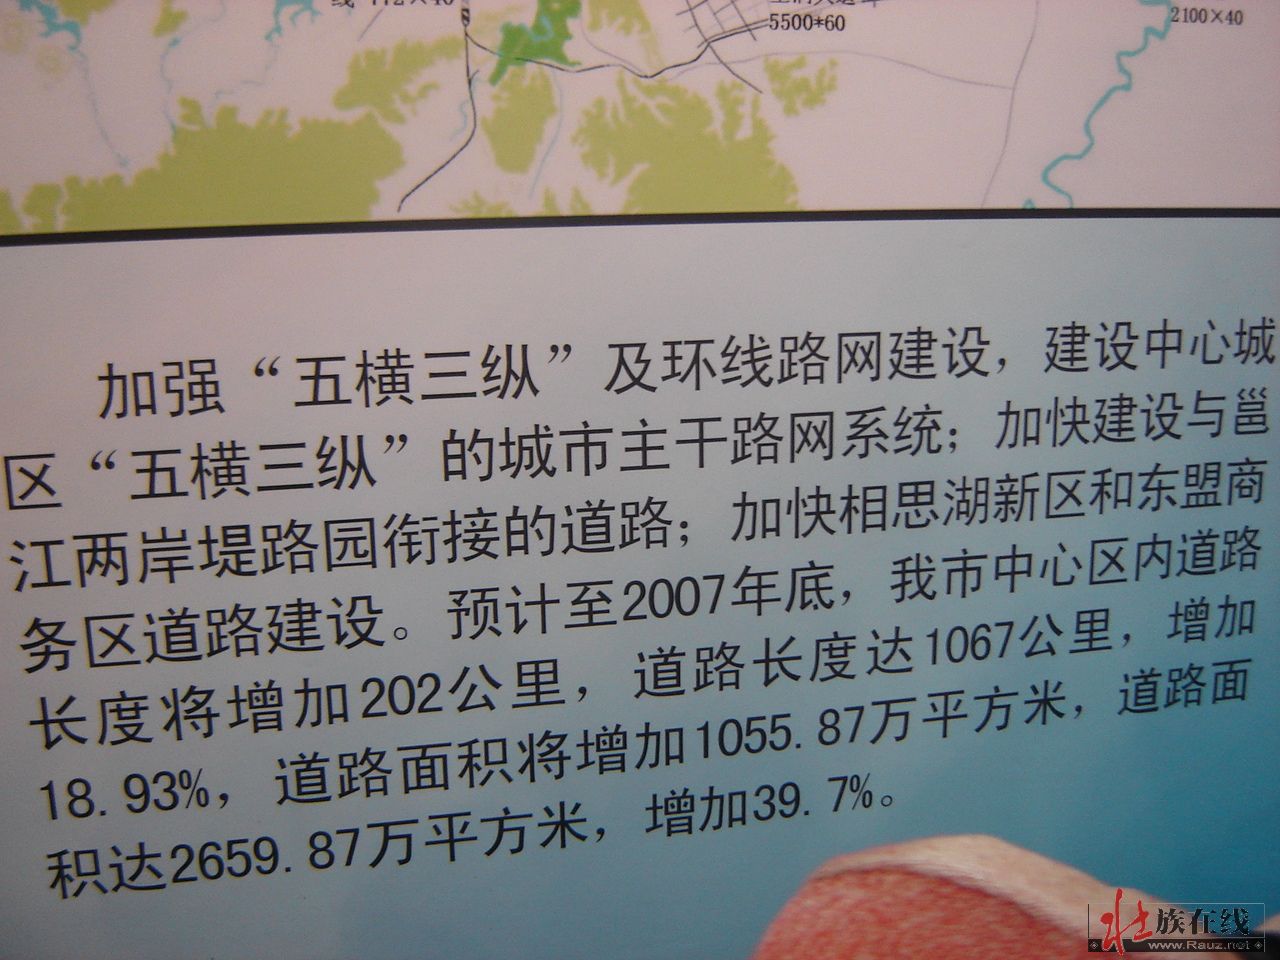 5500*60
2100×40
加强“五横三纵”及环线路网建设，建设中心城
区“五横三纵”的城市主干路网系统；加快建设与邕
江两岸堤路园衔接的道路；加快相思湖新区和东盟商
务区道路建设。预计至2007年底，我市中心区内道路
长度将增加202公里，道路长度达1067公里，增加
18.93%，道路面积将增加1055.87万平方米，道路面
积达2659.87万平方米，增加39.7%。
壮族在线
www.Rauz.net